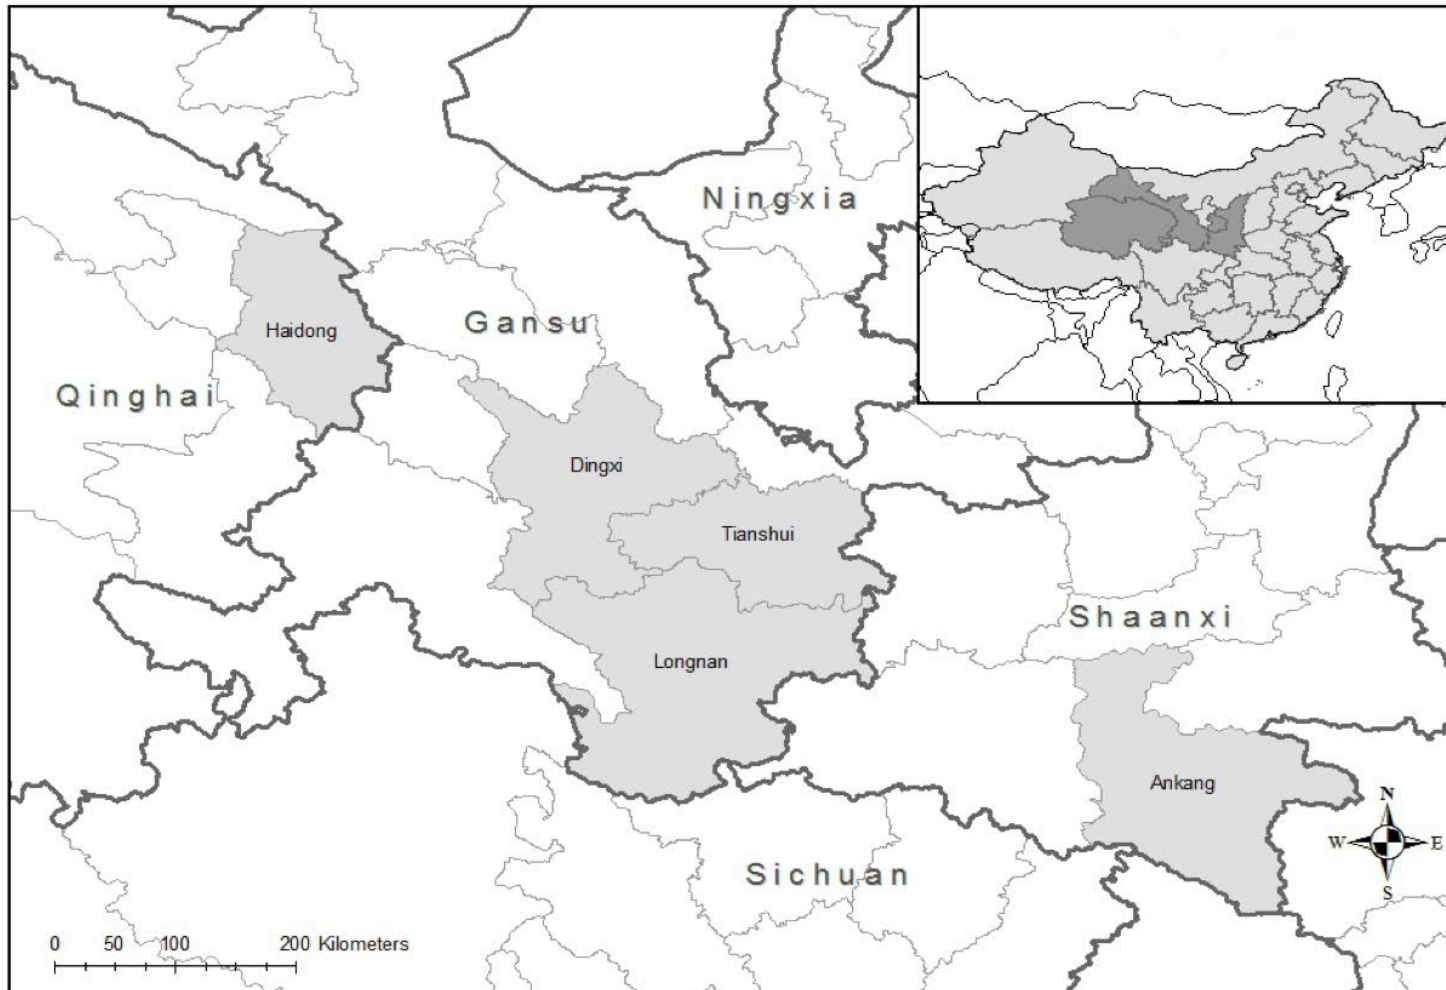 Ningxia
Gansu
Haidong
Qinghai
Dingxi
Tianshui
Shaanxi
Longnan
Ankang
Sichuan
N
W E
S
0 50 100 200 Kilometers